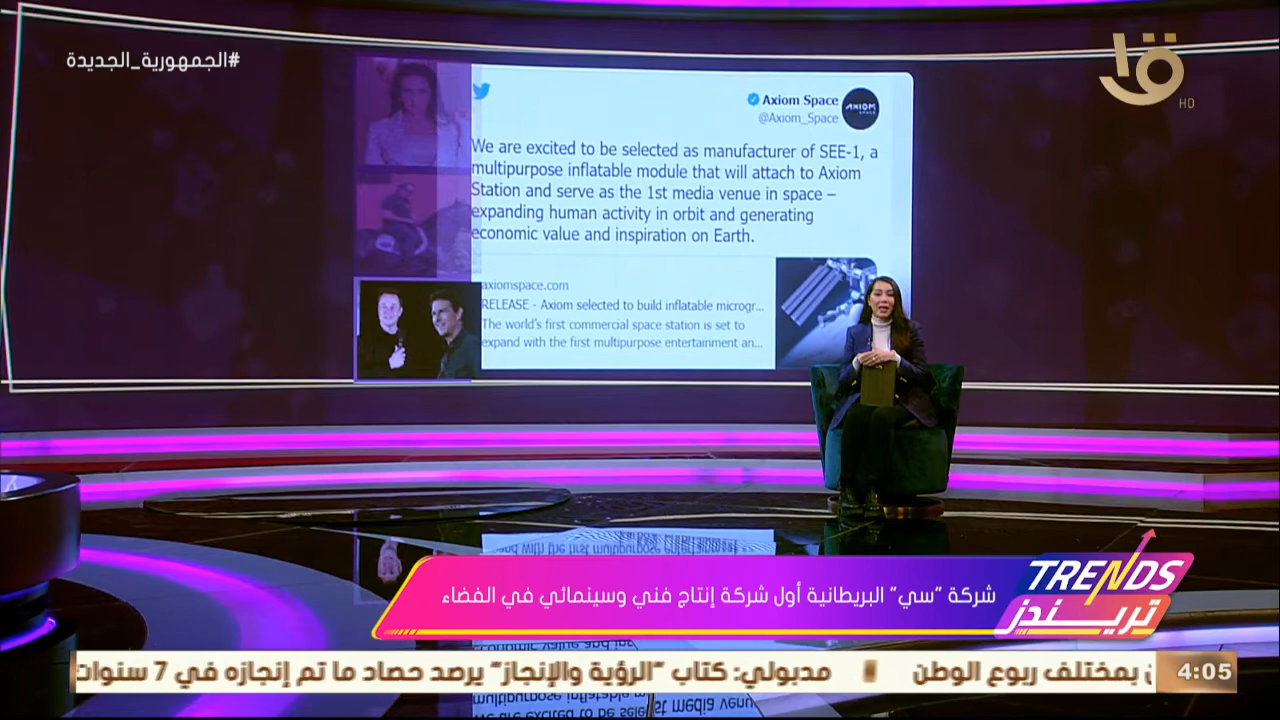 #الجمهورية_الجديدة
HD
Axiom Space
@Axiom_Space
AXIOM
SPACE
We are excited to be selected as manufacturer of SEE-1, a
multipurpose inflatable module that will attach to Axiom
Station and serve as the 1st media venue in space –
expanding human activity in orbit and generating
economic value and inspiration on Earth.
axiomspace.com
RELEASE - Axiom selected to build inflatable microgr...
The world's first commercial space station is set to
expand with the first multipurpose entertainment an...
TRENDS
تريندز
شركة "سي" البريطانية أول شركة إنتاج فني وسينمائي في الفضاء
4:05
بمختلف ربوع الوطن
مدبولي: كتاب "الرؤية والإنجاز" يرصد حصاد ما تم إنجازه في 7 سنوات